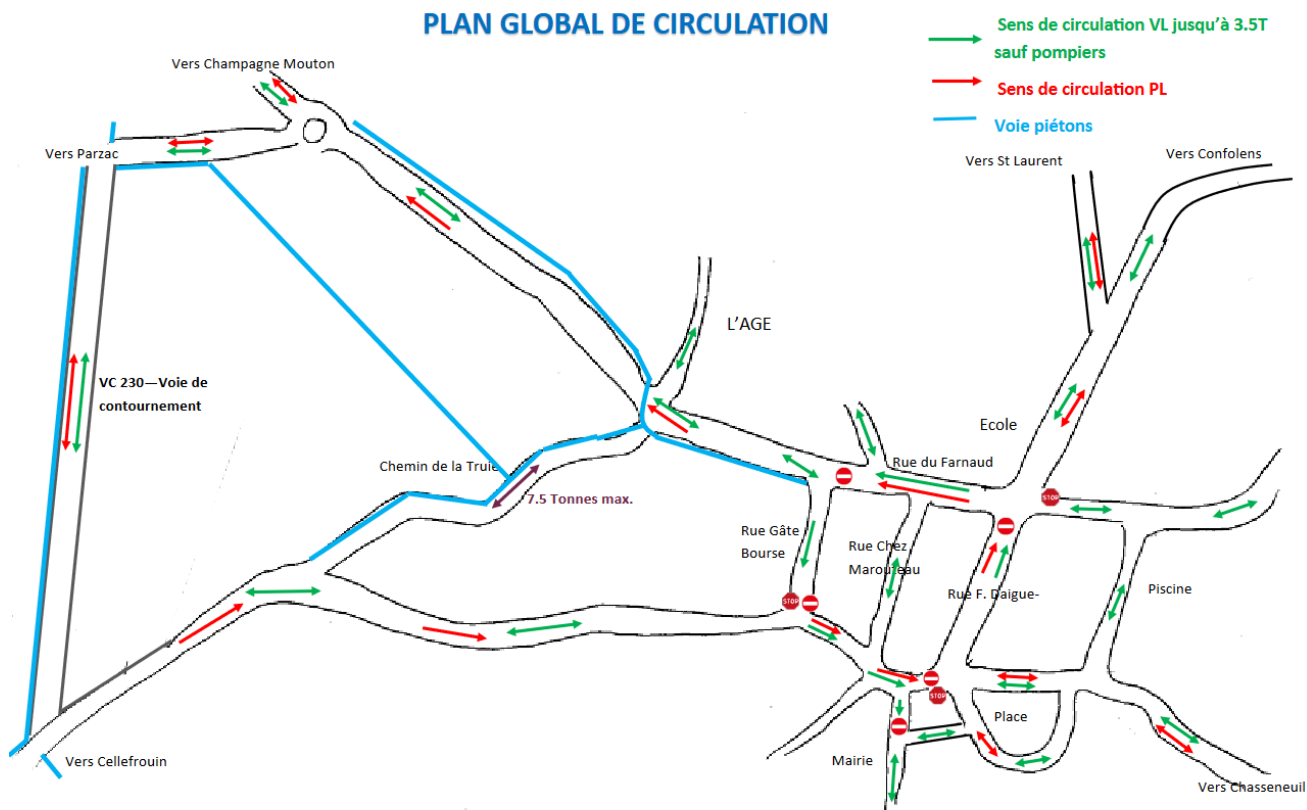 PLAN GLOBAL DE CIRCULATION
Sens de circulation VL jusqu'à 3.5T
sauf pompiers
Sens de circulation PL
Voie piétons
Vers Champagne Mouton
Vers Parzac
Vers St Laurent
Vers Confolens
L'AGE
VC 230—Voie de
contournement
Ecole
Chemin de la Truie
Rue du Farnaud
7.5 Tonnes max.
STOP
Rue Gâte
Bourse
Rue Chez
Marouteau
Rue F. Daigue-
Piscine
STOP
STOP
Place
Mairie
Vers Cellefrouin
Vers Chasseneuil